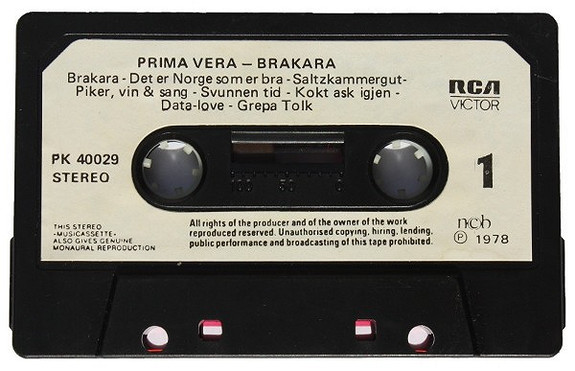 PRIMA VERA – BRAKARA
Brakara - Det er Norge som er bra - Saltzkammergut-
Piker, vin & sang - Svunnen tid - Kokt ask igjen -
Data-love - Grepa Tolk
RCA
VICTOR
PK 40029
STEREO
1
100 50 0
THIS STEREO
-MUSICASSETTE-
ALSO GIVES GENUINE
MONAURAL REPRODUCTION
All rights of the producer and of the owner of the work
reproduced reserved. Unauthorised copying, hiring, lending,
public performance and broadcasting of this tape prohibited.
ncb
Ⓟ 1978